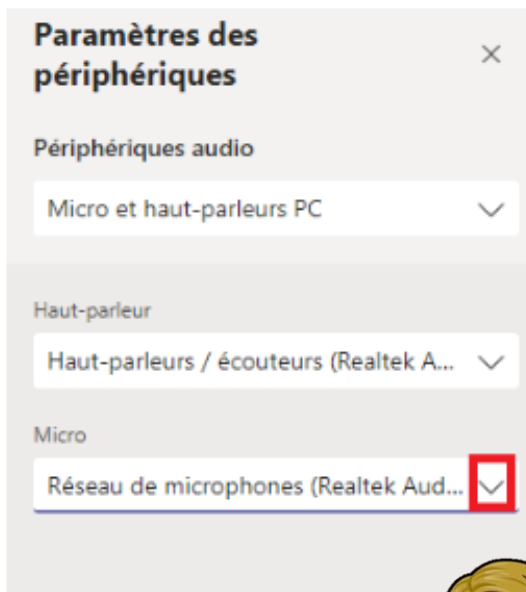 Paramètres des
périphériques
Périphériques audio
Micro et haut-parleurs PC
Haut-parleur
Haut-parleurs / écouteurs (Realtek A...
Micro
Réseau de microphones (Realtek Aud...